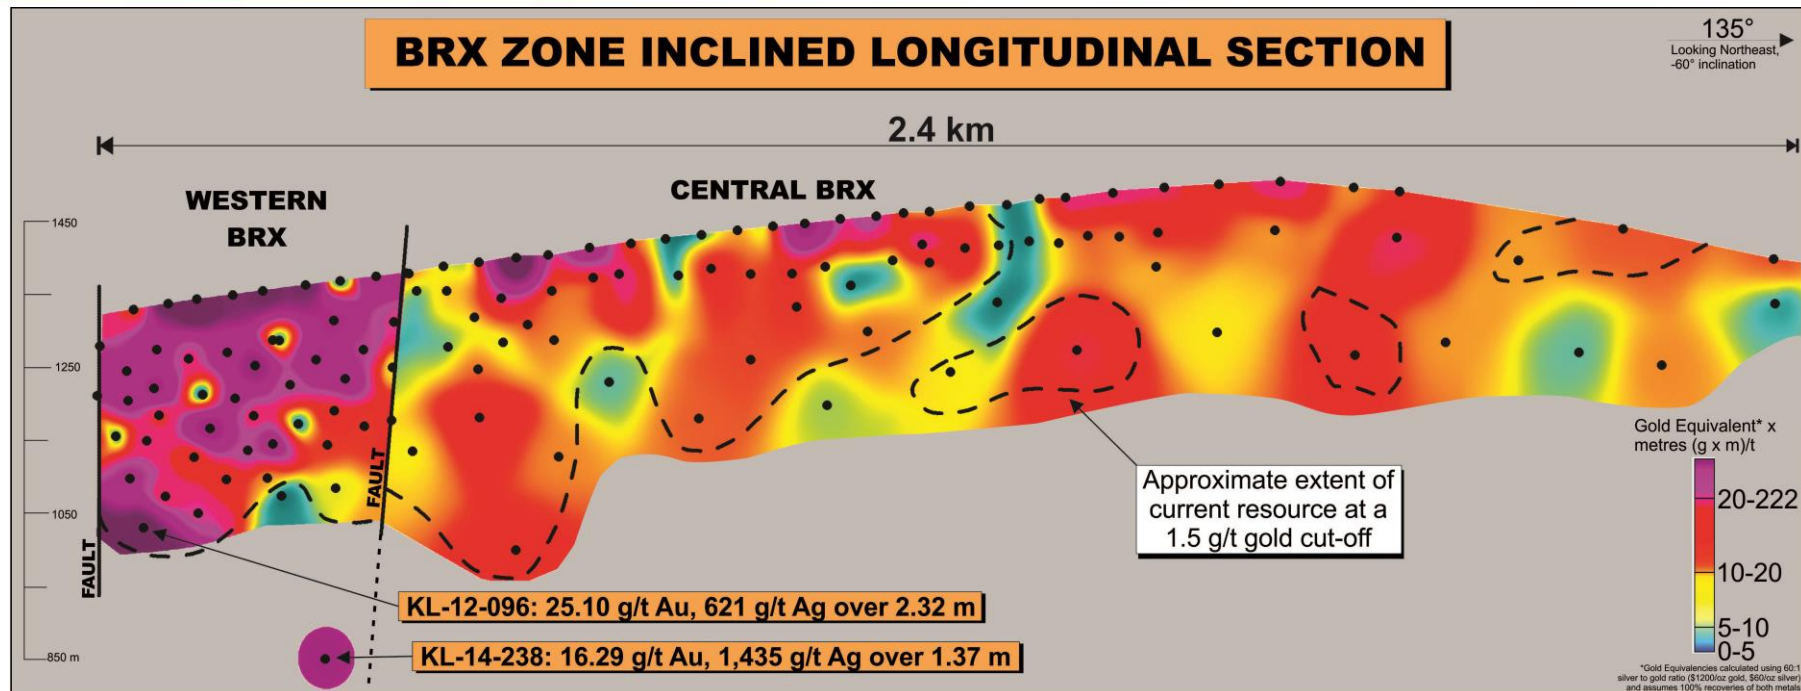 BRX ZONE INCLINED LONGITUDINAL SECTION
135°
Looking Northeast,
-60° inclination
2.4 km
WESTERN
BRX
CENTRAL BRX
1450
1250
1050
850 m
FAULT
FAULT
Gold Equivalent* x
metres (g x m)/t
20-222
10-20
5-10
0-5
Approximate extent of
current resource at a
1.5 g/t gold cut-off
KL-12-096: 25.10 g/t Au, 621 g/t Ag over 2.32 m
KL-14-238: 16.29 g/t Au, 1,435 g/t Ag over 1.37 m
*Gold Equivalencies calculated using 60:1
silver to gold ratio ($1200/oz gold, $60/oz silver)
and assumes 100% recoveries of both metals